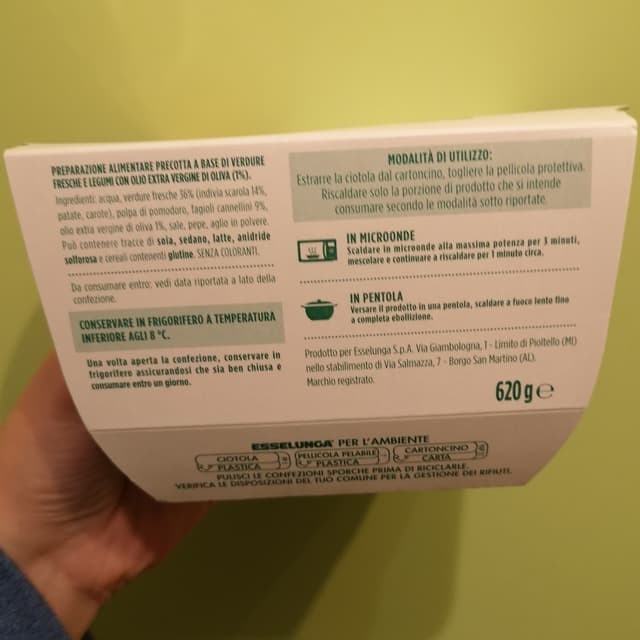 PREPARAZIONE ALIMENTARE PRECOTTA A BASE DI VERDURE
FRESCHE E LEGUMI CON OLIO EXTRA VERGINE DI OLIVA (1%).
Ingredienti: acqua, verdure fresche 36% (indivia scarola 14%,
patate, carote), polpa di pomodoro, fagioli cannellini 9%,
olio extra vergine di oliva 1%, sale, pepe, aglio in polvere.
Può contenere tracce di soia, sedano, latte, anidride
solforosa e cereali contenenti glutine. SENZA COLORANTI.
Da consumare entro: vedi data riportata a lato della
confezione.
CONSERVARE IN FRIGORIFERO A TEMPERATURA
INFERIORE AGLI 8 °C.
Una volta aperta la confezione, conservare in
frigorifero assicurandosi che sia ben chiusa e
consumare entro un giorno.
MODALITÀ DI UTILIZZO:
Estrarre la ciotola dal cartoncino, togliere la pellicola protettiva.
Riscaldare solo la porzione di prodotto che si intende
consumare secondo le modalità sotto riportate.
IN MICROONDE
Scaldare in microonde alla massima potenza per 3 minuti,
mescolare e continuare a riscaldare per 1 minuto circa.
IN PENTOLA
Versare il prodotto in una pentola, scaldare a fuoco lento fino
a completa ebollizione.
Prodotto per Esselunga S.p.A. Via Giambologna, 1 - Limito di Pioltello (MI)
nello stabilimento di Via Salmazza, 7 - Borgo San Martino (AL).
Marchio registrato.
620 g e
ESSELUNGA PER L'AMBIENTE
CIOTOLA
PLASTICA
PELLICOLA PELABILE
PLASTICA
CARTONCINO
CARTA
PULISCI LE CONFEZIONI SPORCHE PRIMA DI RICICLARLE.
VERIFICA LE DISPOSIZIONI DEL TUO COMUNE PER LA GESTIONE DEI RIFIUTI.